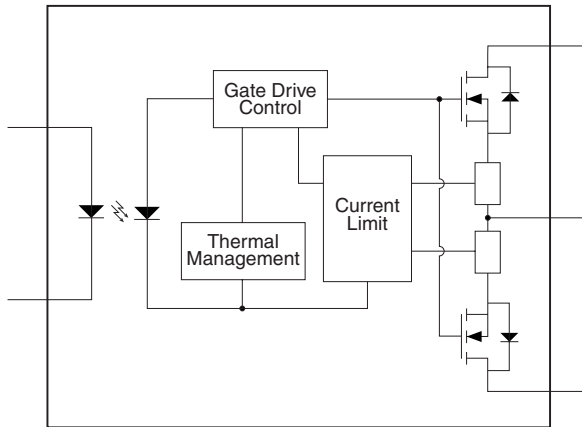 Gate Drive
Control
Current
Limit
Thermal
Management